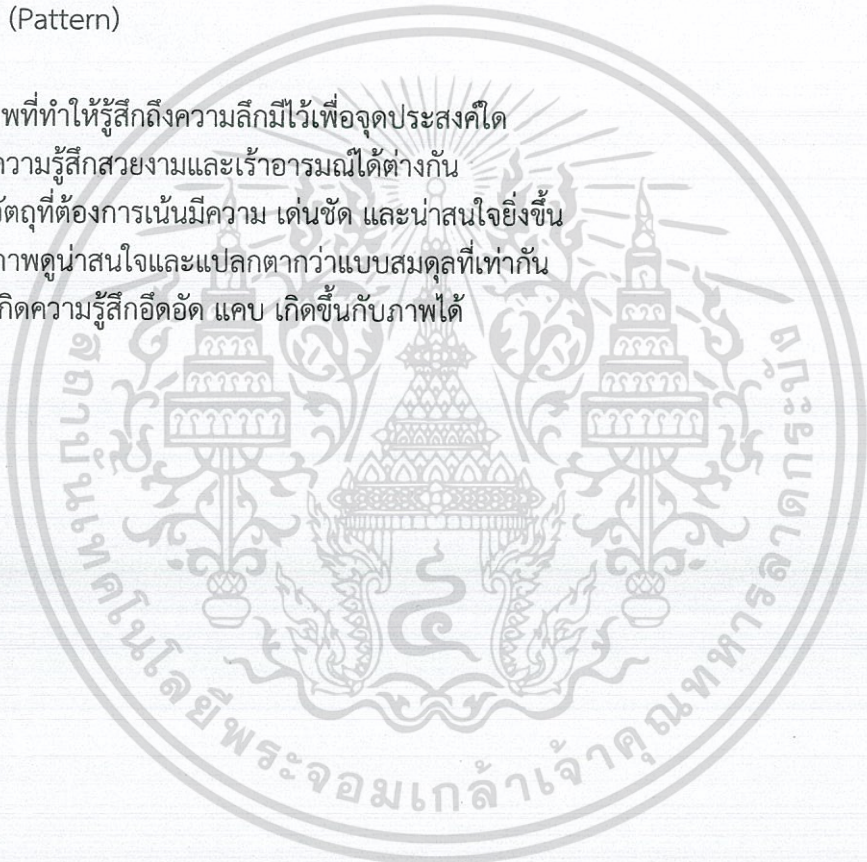 (Pattern)
พที่ทำให้รู้สึกถึงความลึกมีไว้เพื่อจุดประสงค์ใด
ความรู้สึกสวยงามและเร้าอารมณ์ได้ต่างกัน
วัตถุที่ต้องการเน้นมีความ เด่นชัด และน่าสนใจยิ่งขึ้น
าพดูน่าสนใจและแปลกตากว่าแบบสมดุลที่เท่ากัน
กิดความรู้สึกอึดอัด แคบ เกิดขึ้นกับภาพได้
สถาบันเทคโนโลยีพระจอมเกล้าเจ้าคุณทหารลาดกระบัง